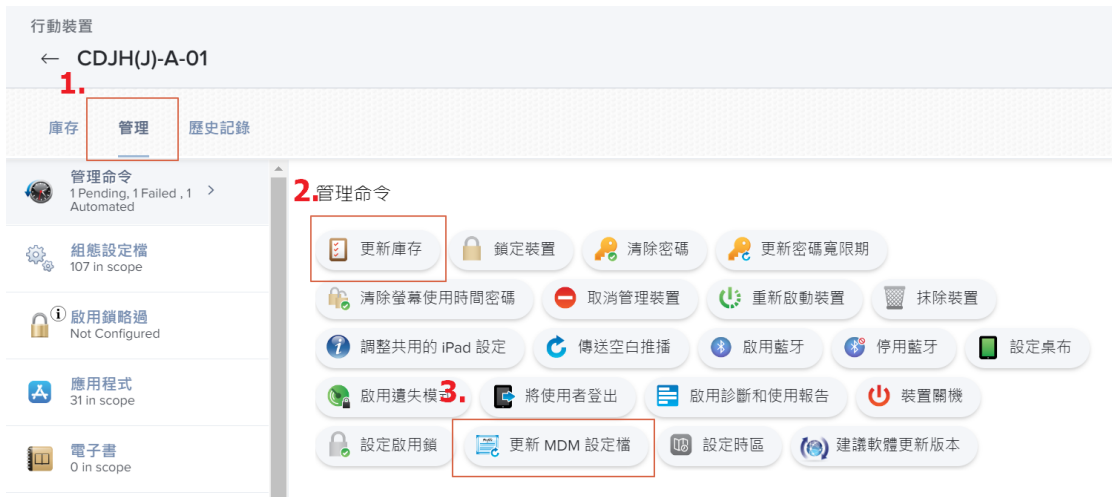 行動裝置
← CDJH(J)-A-01
1.
庫存 管理 歷史記錄
管理命令
1 Pending, 1 Failed , 1
Automated
組態設定檔
107 in scope
啟用鎖略過
Not Configured
應用程式
31 in scope
電子書
0 in scope
2.管理命令
更新庫存 鎖定裝置 清除密碼 更新密碼寬限期
清除螢幕使用時間密碼 取消管理裝置 重新啟動裝置 抹除裝置
調整共用的 iPad 設定 傳送空白推播 啟用藍牙 停用藍牙 設定桌布
啟用遺失模式 3. 將使用者登出 啟用診斷和使用報告 裝置關機
設定啟用鎖 更新 MDM 設定檔 設定時區 建議軟體更新版本